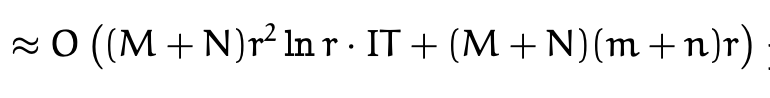 ≈ O ((M + N)r² ln r · IT + (M + N)(m + n)r)